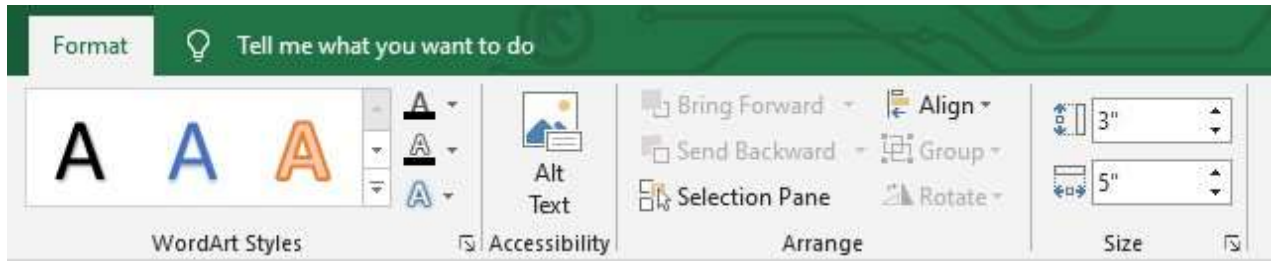 Format Tell me what you want to do
A A A A
A
A
Bring Forward Align 3"
Send Backward Group
Alt
Text
Selection Pane Rotate 5"
WordArt Styles Accessibility Arrange Size